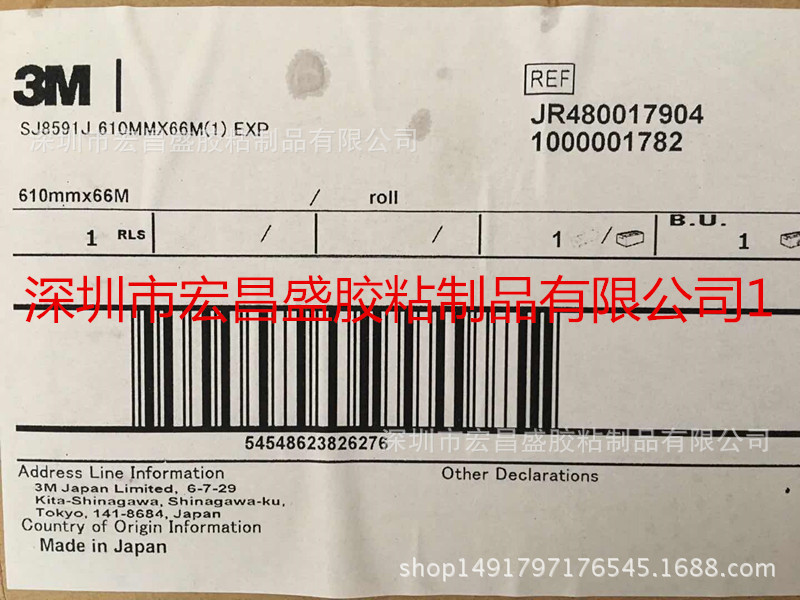 3M
REF
SJ8591J 610MMX66M(1) EXP
JR480017904
深圳市宏昌盛胶粘制品有限公司
1000001782
610mmx66M / roll
1 RLS / / 1 / B.U. 1
深圳市宏昌盛胶粘制品有限公司1
54548623826276
深圳市宏昌盛胶粘制品有限公司
Address Line Information
Other Declarations
3M Japan Limited, 6-7-29
Kita-Shinagawa, Shinagawa-ku,
Tokyo, 141-8684, Japan
Country of Origin Information
Made in Japan
shop1491797176545.1688.com